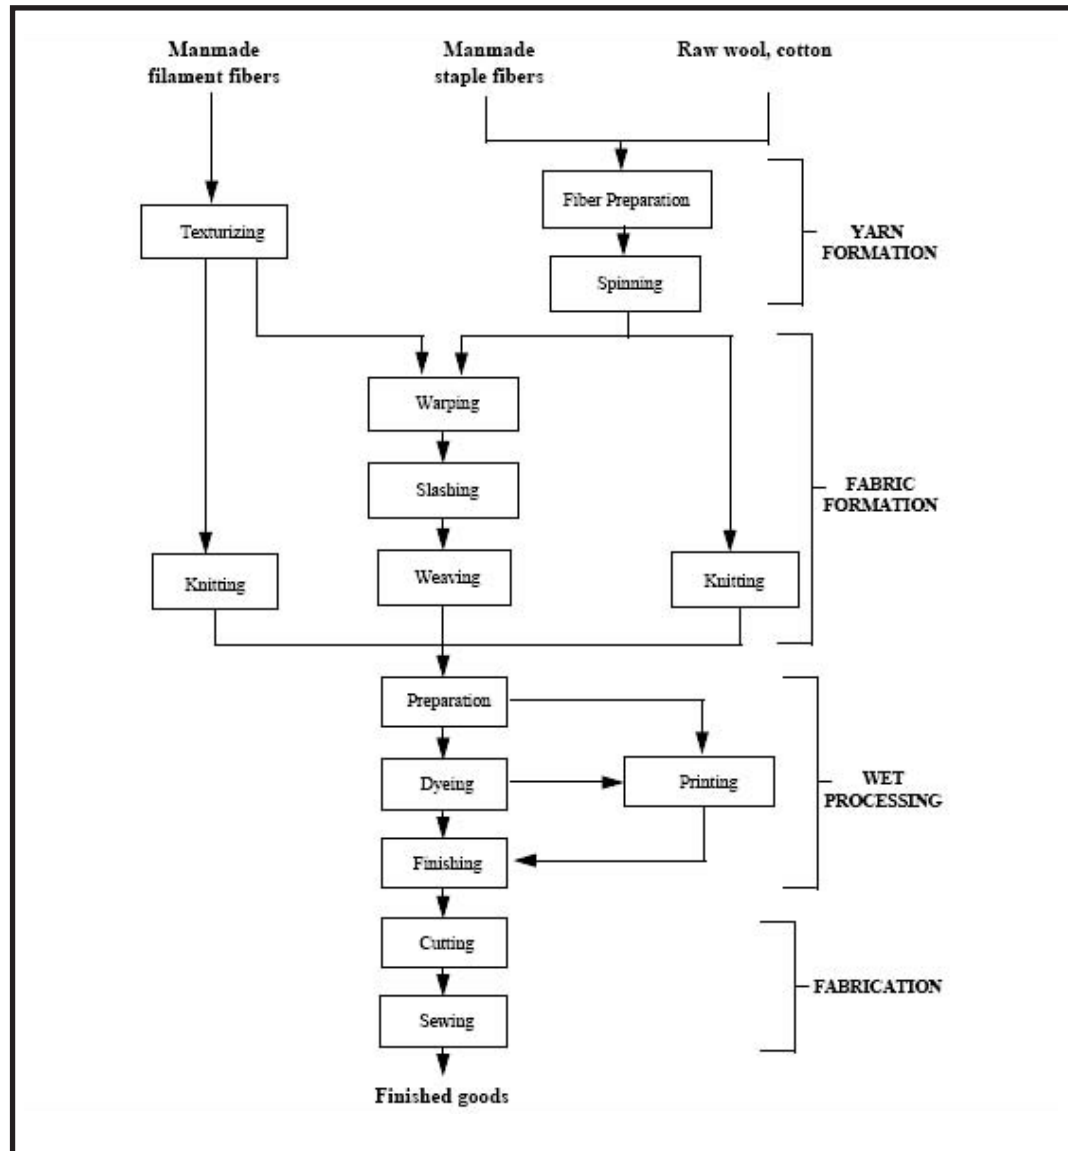 Manmade
filament fibers
Manmade
staple fibers
Raw wool, cotton
Fiber Preparation
YARN
FORMATION
Texturizing
Spinning
Warping
Slashing
FABRIC
FORMATION
Knitting
Weaving
Knitting
Preparation
Dyeing
Printing
WET
PROCESSING
Finishing
Cutting
FABRICATION
Sewing
Finished goods